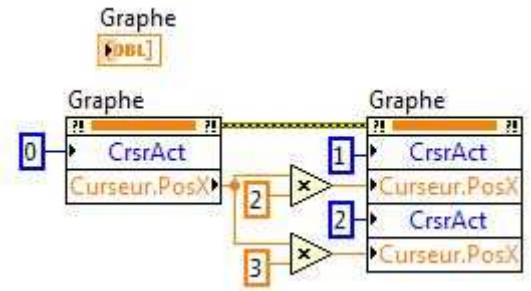 Graphe
DBL
Graphe Graphe
?! ?! ?! ?!
0 CrsrAct 1 CrsrAct
Curseur.PosX 2 × Curseur.PosX
2 CrsrAct
3 × Curseur.PosX